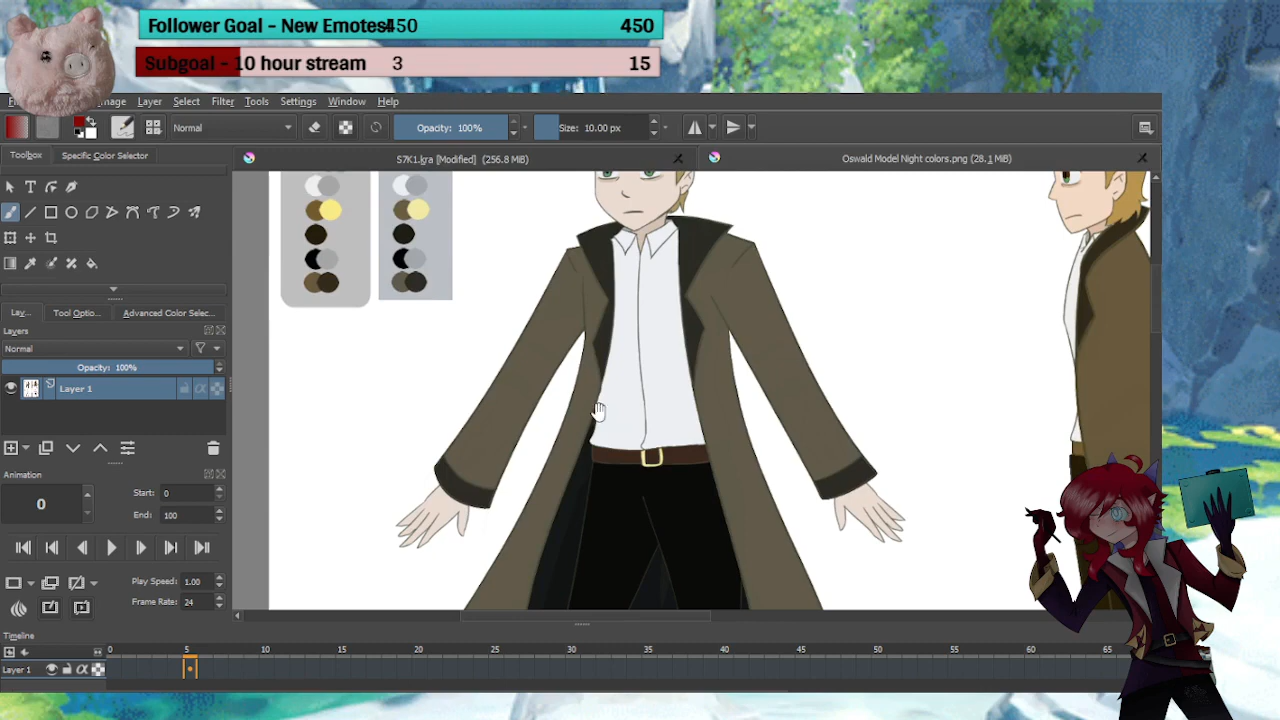 Follower Goal - New Emotes! 450 450
Subgoal - 10 hour stream 3 15
Layer Select Filter Tools Settings Window Help
Normal Opacity: 100% Size: 10.00 px
Toolbox Specific Color Selector S7K1.kra [Modified] (256.8 MiB) Oswald Model Night colors.png (28.1 MiB)
Lay... Tool Optio... Advanced Color Selec...
Layers
Normal
Opacity: 100%
Layer 1
Animation
0 Start: 0
End: 100
Play Speed: 1.00
Frame Rate: 24
Timeline
0 5 10 15 20 25 30 35 40 45 50 55 60 65
Layer 1